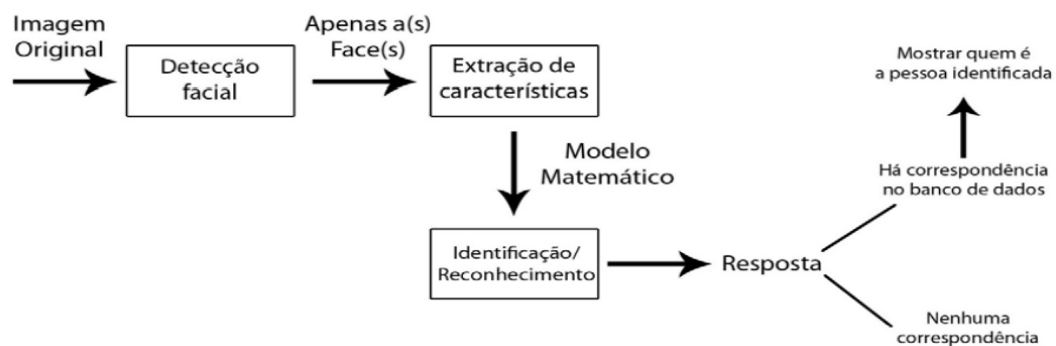 Imagem
Original
Detecção
facial
Apenas a(s)
Face(s)
Extração de
características
Modelo
Matemático
Identificação/
Reconhecimento
Resposta
Há correspondência
no banco de dados
Mostrar quem é
a pessoa identificada
Nenhuma
correspondência